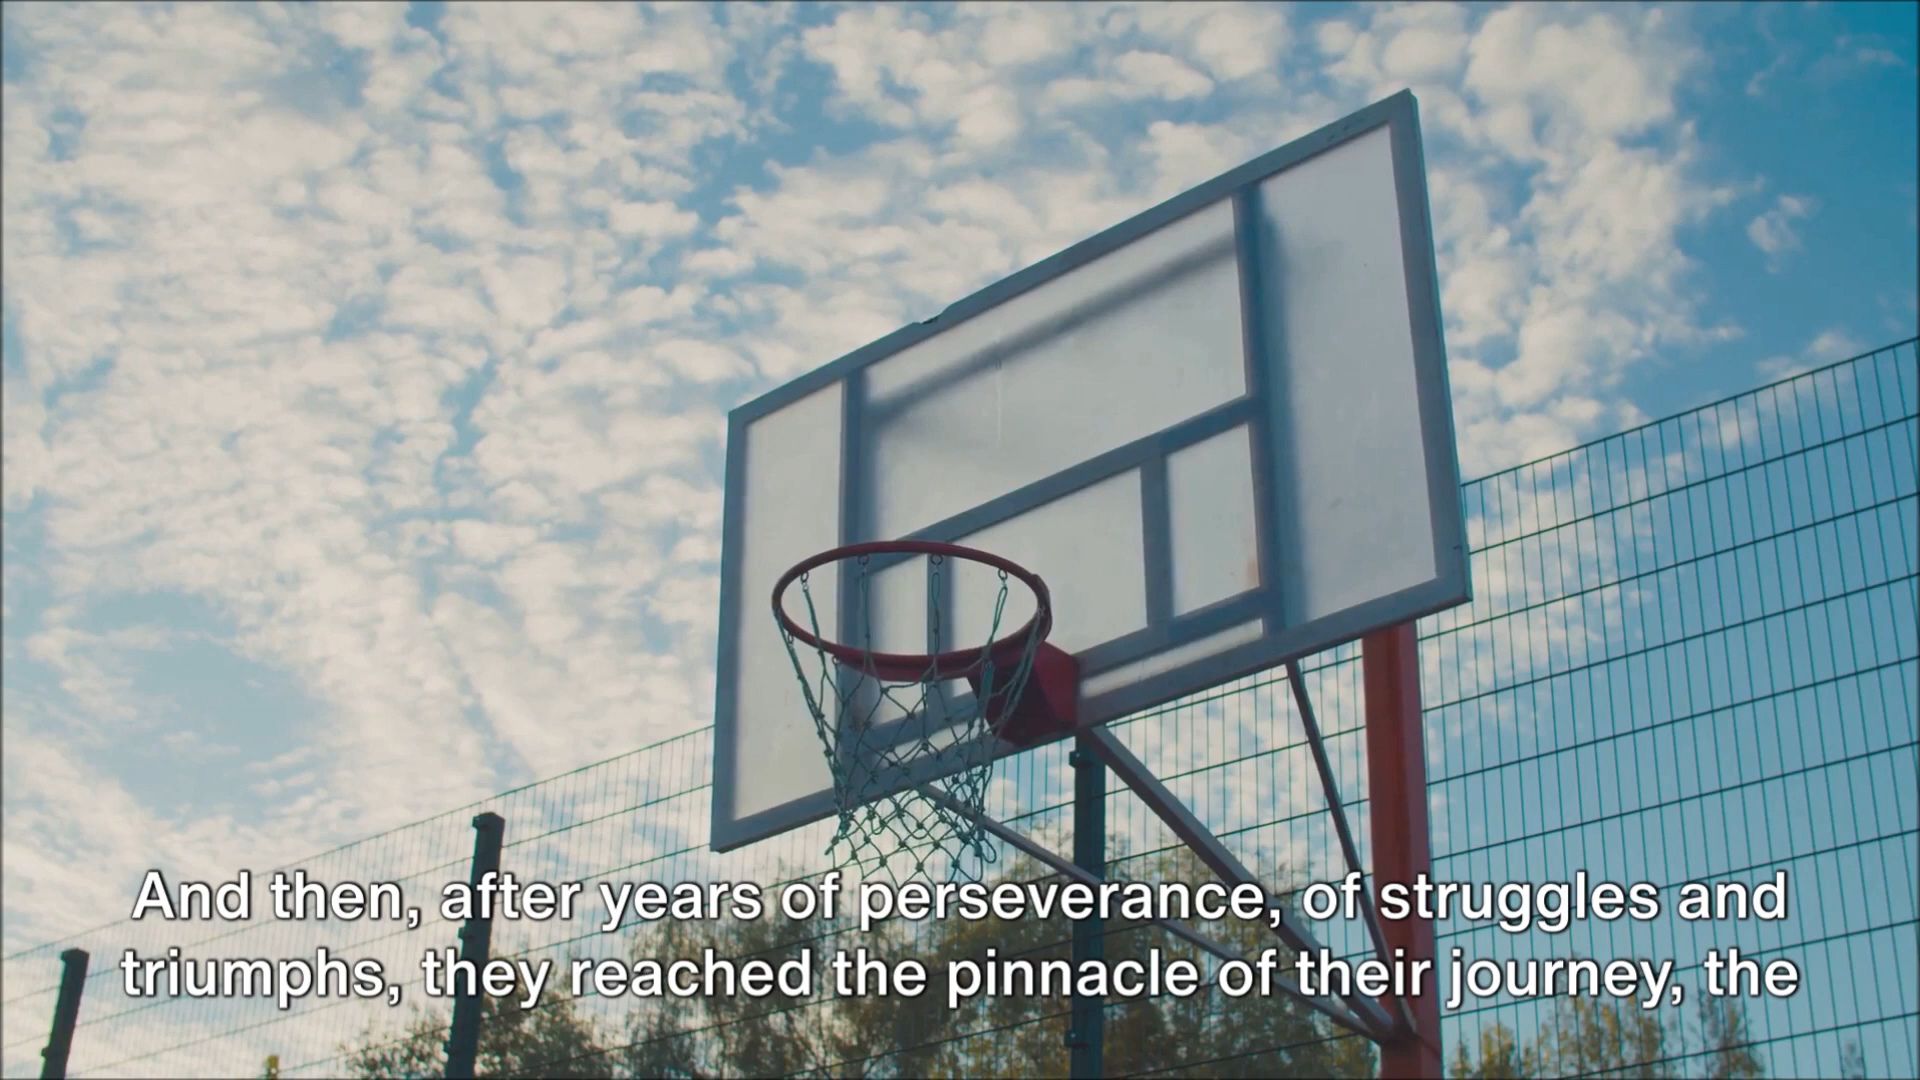 And then, after years of perseverance, of struggles and
triumphs, they reached the pinnacle of their journey, the